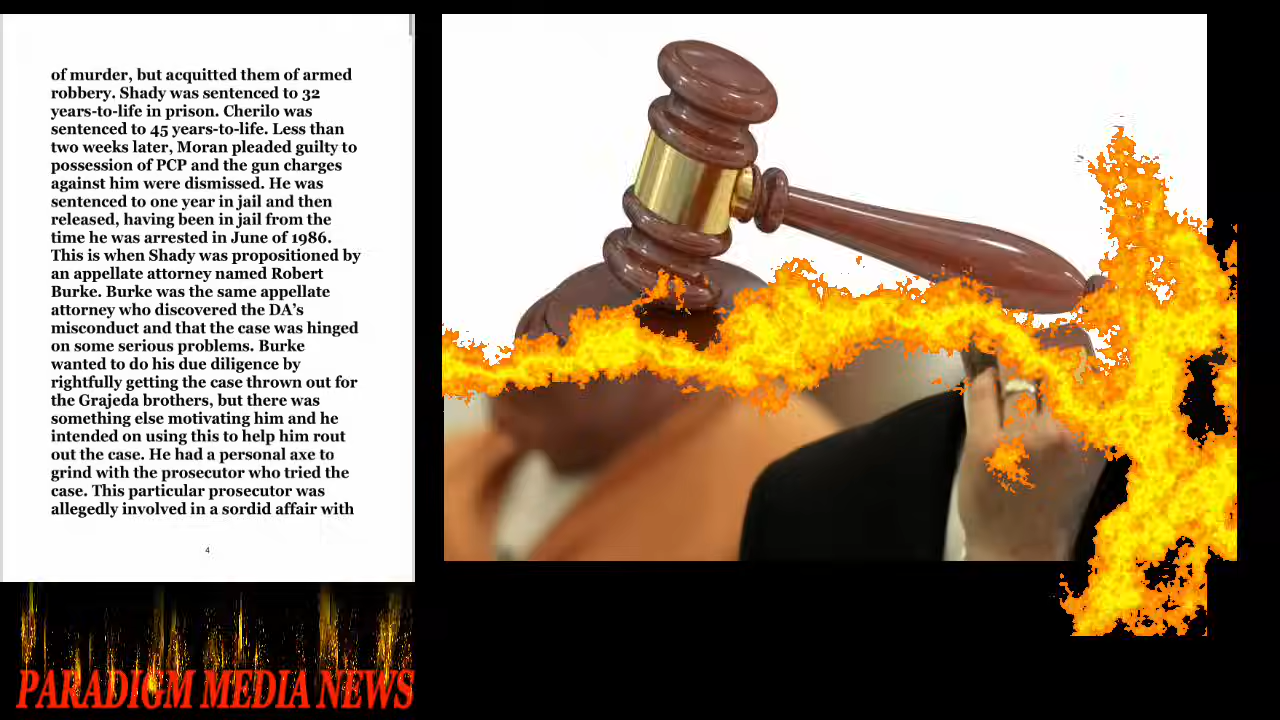 of murder, but acquitted them of armed
robbery. Shady was sentenced to 32
years-to-life in prison. Cherilo was
sentenced to 45 years-to-life. Less than
two weeks later, Moran pleaded guilty to
possession of PCP and the gun charges
against him were dismissed. He was
sentenced to one year in jail and then
released, having been in jail from the
time he was arrested in June of 1986.
This is when Shady was propositioned by
an appellate attorney named Robert
Burke. Burke was the same appellate
attorney who discovered the DA’s
misconduct and that the case was hinged
on some serious problems. Burke
wanted to do his due diligence by
rightfully getting the case thrown out for
the Grajeda brothers, but there was
something else motivating him and he
intended on using this to help him rout
out the case. He had a personal axe to
grind with the prosecutor who tried the
case. This particular prosecutor was
allegedly involved in a sordid affair with
4
PARADIGM MEDIA NEWS